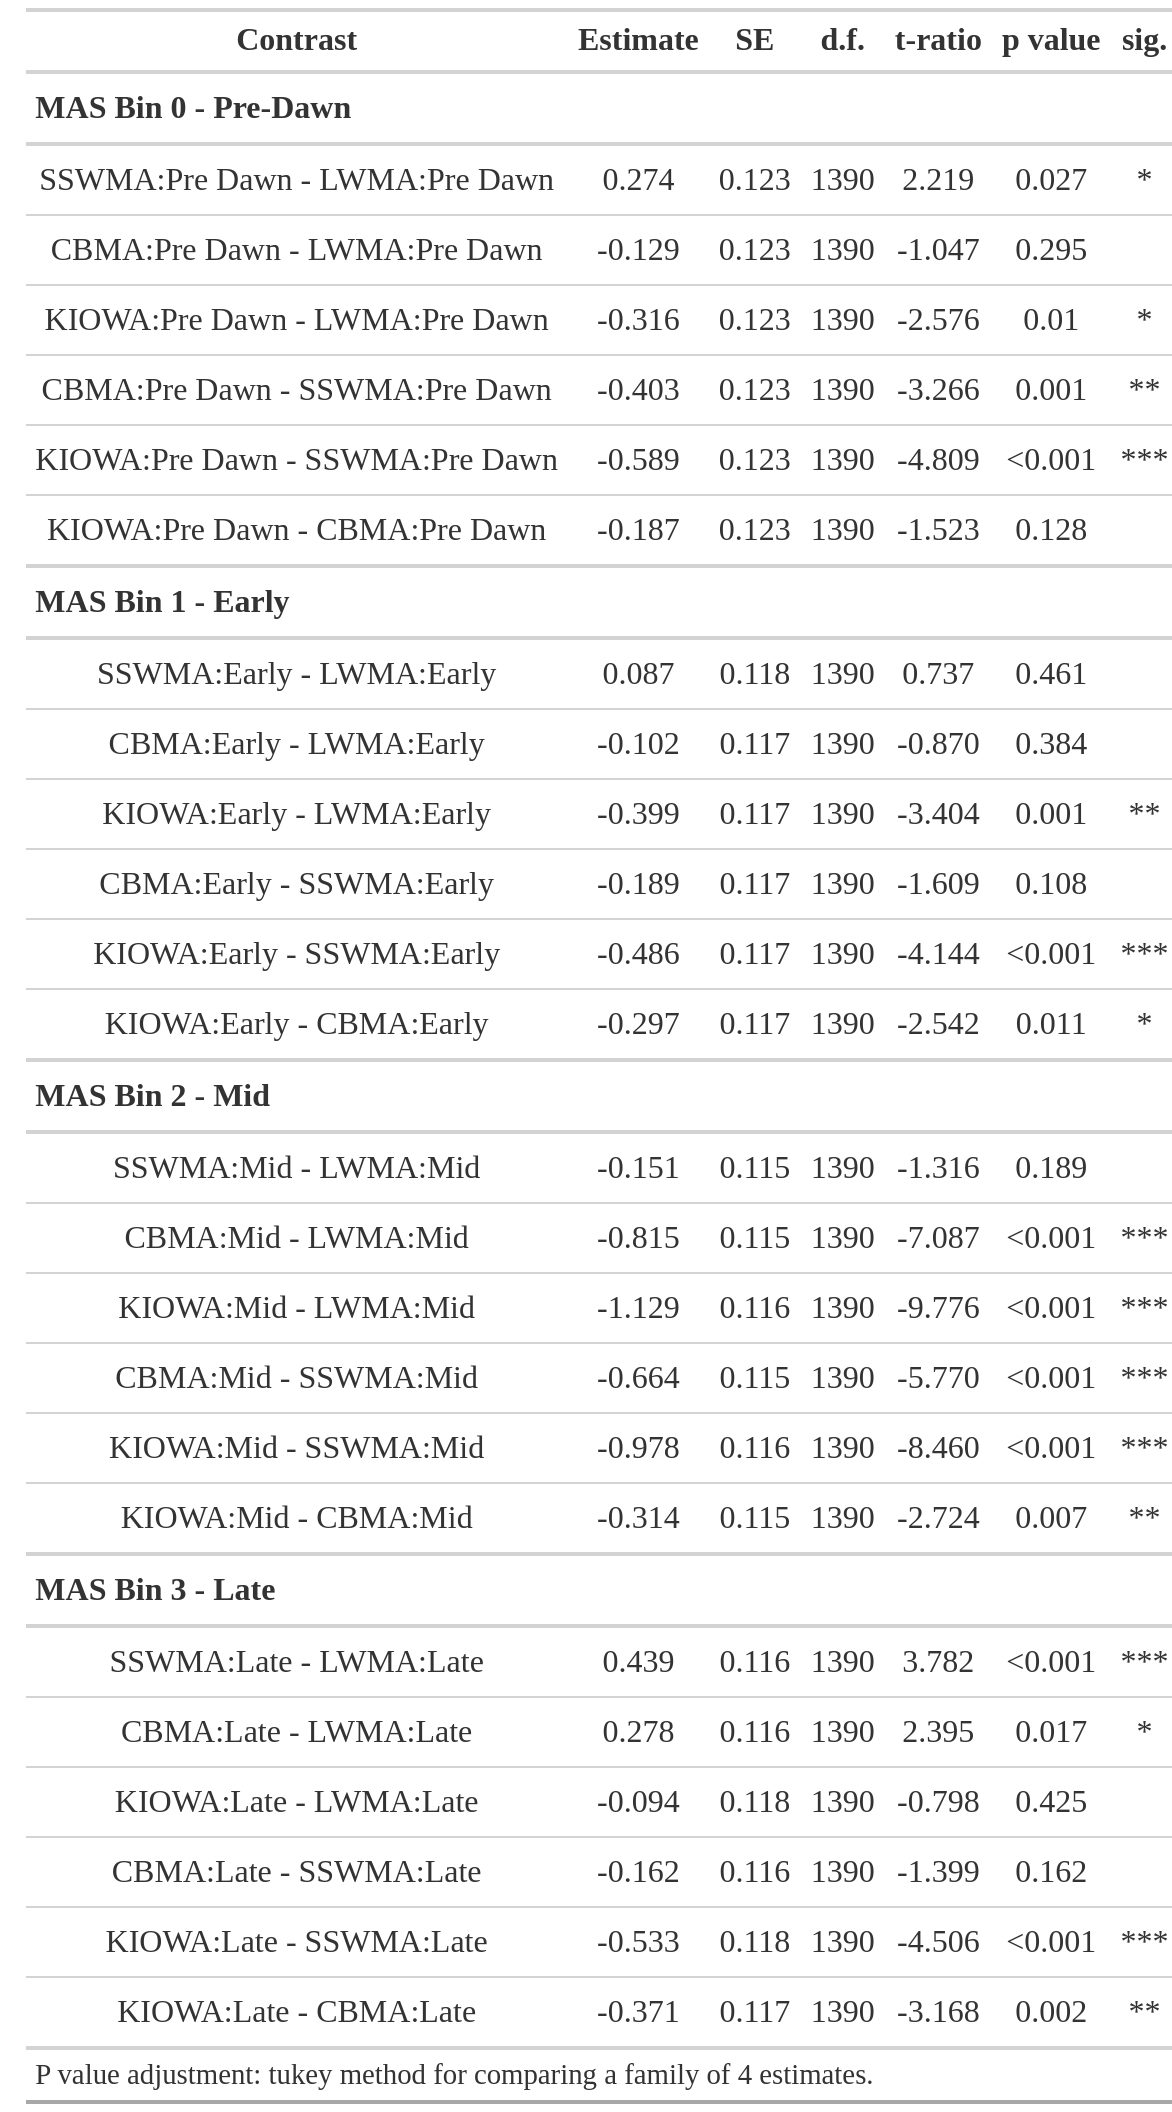 Contrast Estimate SE d.f. t-ratio p value sig.
MAS Bin 0 - Pre-Dawn
SSWMA:Pre Dawn - LWMA:Pre Dawn 0.274 0.123 1390 2.219 0.027 *
CBMA:Pre Dawn - LWMA:Pre Dawn -0.129 0.123 1390 -1.047 0.295
KIOWA:Pre Dawn - LWMA:Pre Dawn -0.316 0.123 1390 -2.576 0.01 *
CBMA:Pre Dawn - SSWMA:Pre Dawn -0.403 0.123 1390 -3.266 0.001 **
KIOWA:Pre Dawn - SSWMA:Pre Dawn -0.589 0.123 1390 -4.809 <0.001 ***
KIOWA:Pre Dawn - CBMA:Pre Dawn -0.187 0.123 1390 -1.523 0.128
MAS Bin 1 - Early
SSWMA:Early - LWMA:Early 0.087 0.118 1390 0.737 0.461
CBMA:Early - LWMA:Early -0.102 0.117 1390 -0.870 0.384
KIOWA:Early - LWMA:Early -0.399 0.117 1390 -3.404 0.001 **
CBMA:Early - SSWMA:Early -0.189 0.117 1390 -1.609 0.108
KIOWA:Early - SSWMA:Early -0.486 0.117 1390 -4.144 <0.001 ***
KIOWA:Early - CBMA:Early -0.297 0.117 1390 -2.542 0.011 *
MAS Bin 2 - Mid
SSWMA:Mid - LWMA:Mid -0.151 0.115 1390 -1.316 0.189
CBMA:Mid - LWMA:Mid -0.815 0.115 1390 -7.087 <0.001 ***
KIOWA:Mid - LWMA:Mid -1.129 0.116 1390 -9.776 <0.001 ***
CBMA:Mid - SSWMA:Mid -0.664 0.115 1390 -5.770 <0.001 ***
KIOWA:Mid - SSWMA:Mid -0.978 0.116 1390 -8.460 <0.001 ***
KIOWA:Mid - CBMA:Mid -0.314 0.115 1390 -2.724 0.007 **
MAS Bin 3 - Late
SSWMA:Late - LWMA:Late 0.439 0.116 1390 3.782 <0.001 ***
CBMA:Late - LWMA:Late 0.278 0.116 1390 2.395 0.017 *
KIOWA:Late - LWMA:Late -0.094 0.118 1390 -0.798 0.425
CBMA:Late - SSWMA:Late -0.162 0.116 1390 -1.399 0.162
KIOWA:Late - SSWMA:Late -0.533 0.118 1390 -4.506 <0.001 ***
KIOWA:Late - CBMA:Late -0.371 0.117 1390 -3.168 0.002 **
P value adjustment: tukey method for comparing a family of 4 estimates.